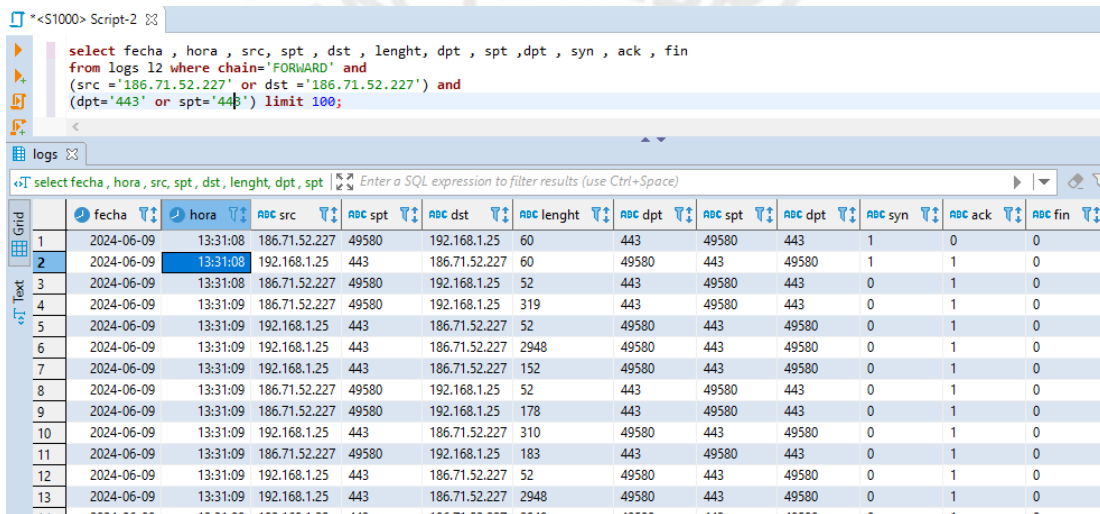 *<S1000> Script-2
select fecha , hora , src, spt , dst , lenght, dpt , spt ,dpt , syn , ack , fin
from logs l2 where chain='FORWARD' and
(src ='186.71.52.227' or dst ='186.71.52.227') and
(dpt='443' or spt='443') limit 100;
logs
select fecha , hora , src, spt , dst , lenght, dpt , spt Enter a SQL expression to filter results (use Ctrl+Space)
Grid
Text
fecha hora ABC src ABC spt ABC dst ABC lenght ABC dpt ABC spt ABC dpt ABC syn ABC ack ABC fin
1 2024-06-09 13:31:08 186.71.52.227 49580 192.168.1.25 60 443 49580 443 1 0 0
2 2024-06-09 13:31:08 192.168.1.25 443 186.71.52.227 60 49580 443 49580 1 1 0
3 2024-06-09 13:31:08 186.71.52.227 49580 192.168.1.25 52 443 49580 443 0 1 0
4 2024-06-09 13:31:09 186.71.52.227 49580 192.168.1.25 319 443 49580 443 0 1 0
5 2024-06-09 13:31:09 192.168.1.25 443 186.71.52.227 52 49580 443 49580 0 1 0
6 2024-06-09 13:31:09 192.168.1.25 443 186.71.52.227 2948 49580 443 49580 0 1 0
7 2024-06-09 13:31:09 192.168.1.25 443 186.71.52.227 152 49580 443 49580 0 1 0
8 2024-06-09 13:31:09 186.71.52.227 49580 192.168.1.25 52 443 49580 443 0 1 0
9 2024-06-09 13:31:09 186.71.52.227 49580 192.168.1.25 178 443 49580 443 0 1 0
10 2024-06-09 13:31:09 192.168.1.25 443 186.71.52.227 310 49580 443 49580 0 1 0
11 2024-06-09 13:31:09 186.71.52.227 49580 192.168.1.25 183 443 49580 443 0 1 0
12 2024-06-09 13:31:09 192.168.1.25 443 186.71.52.227 52 49580 443 49580 0 1 0
13 2024-06-09 13:31:09 192.168.1.25 443 186.71.52.227 2948 49580 443 49580 0 1 0